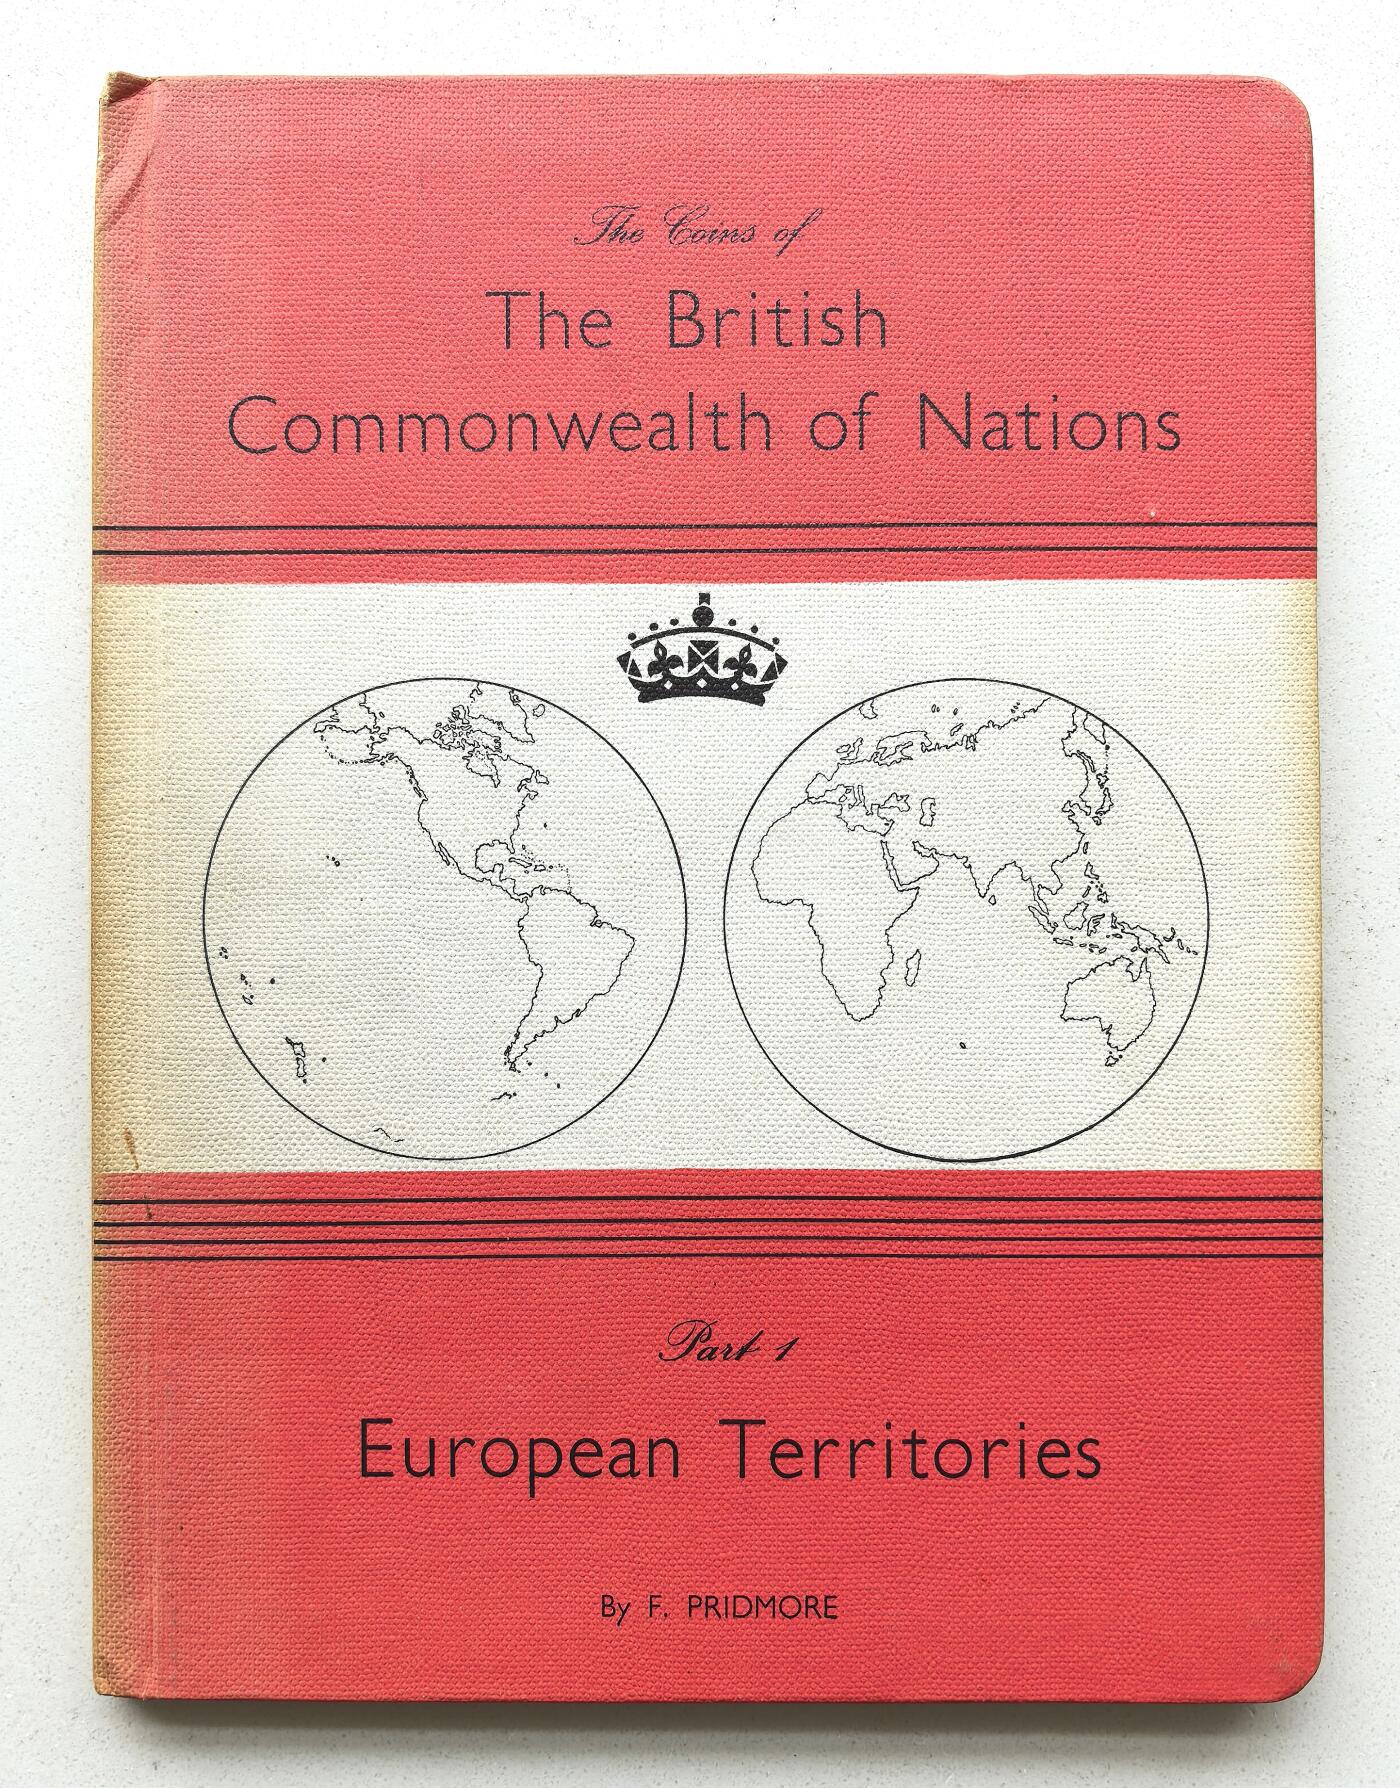 The Coins of
The British
Commonwealth of Nations
Part 1
European Territories
By F. PRIDMORE